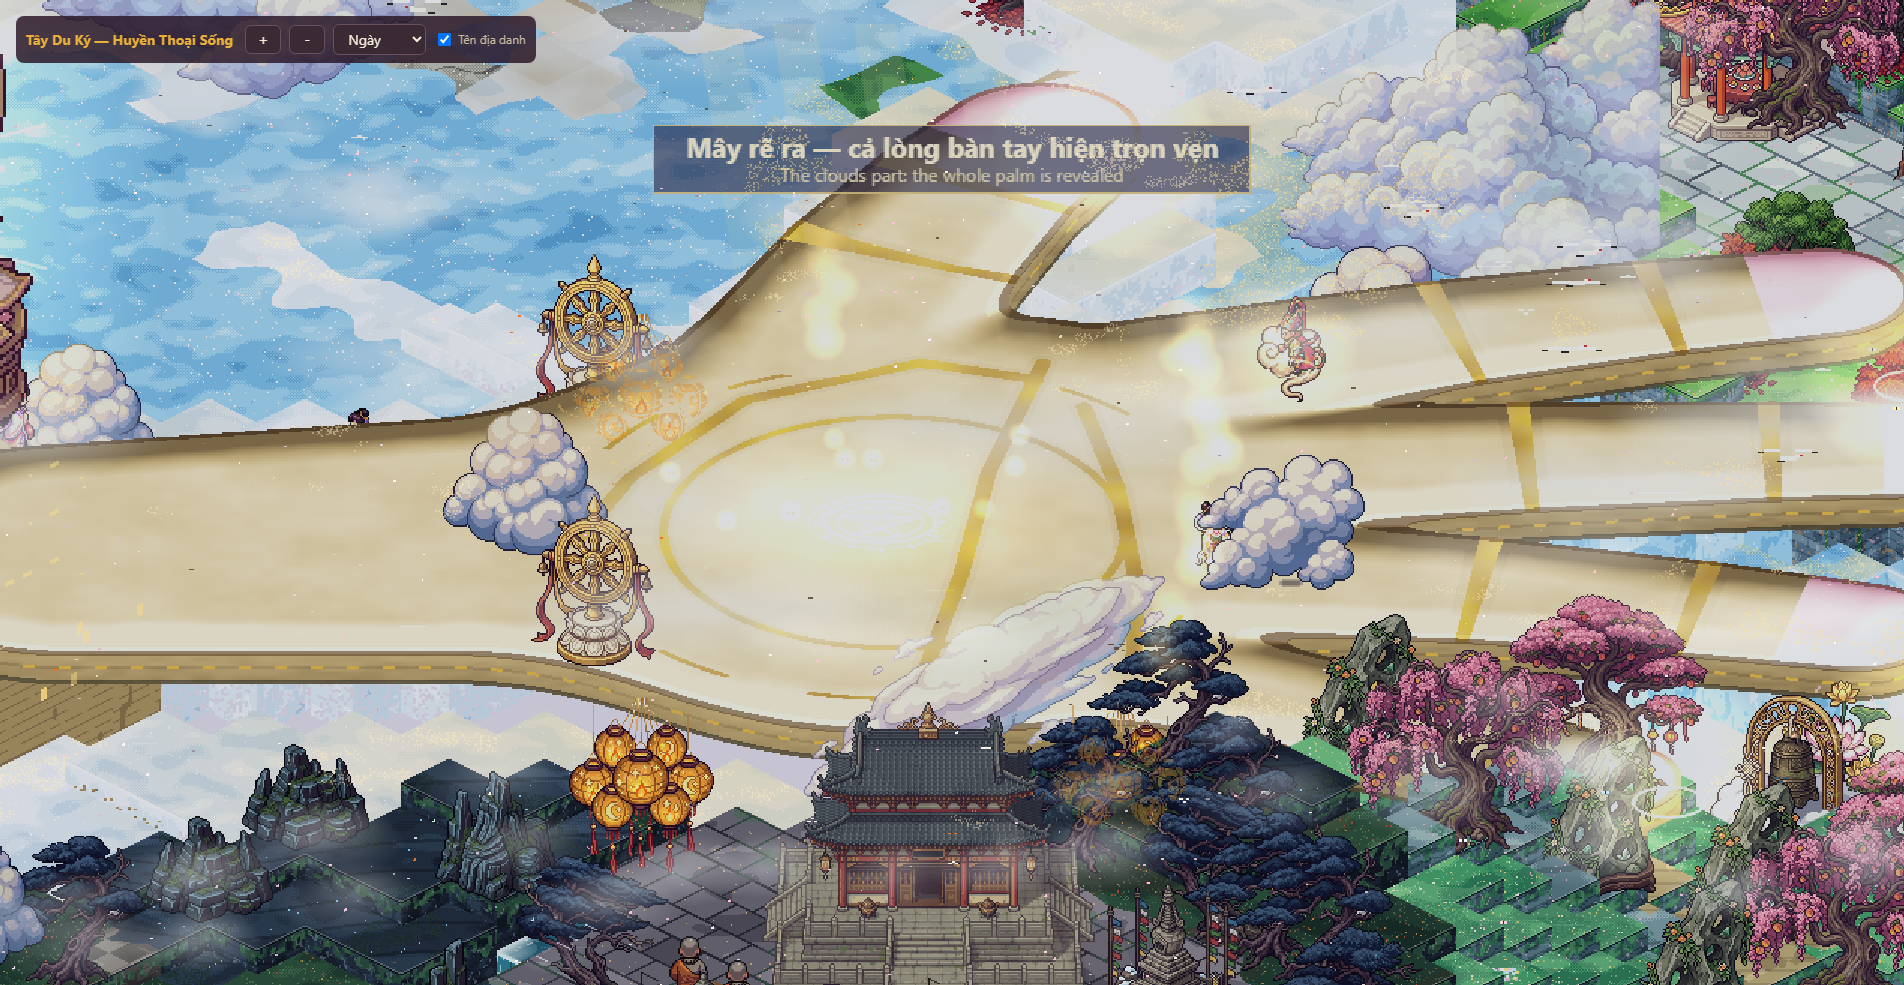 Tây Du Ký — Huyền Thoại Sống + - Ngày Tên địa danh
Mây rẽ ra — cả lòng bàn tay hiện trọn vẹn
The clouds part: the whole palm is revealed